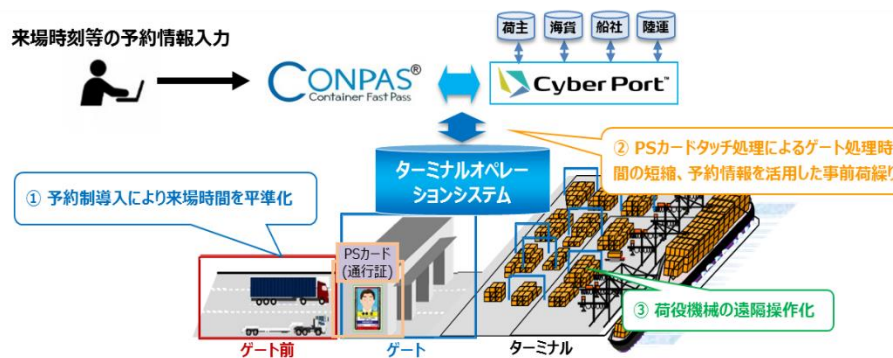 来場時刻等の予約情報入力
CONPAS®
Container Fast Pass
荷主 海貨 船社 陸運
Cyber Port™
ターミナルオペレー
ションシステム
② PSカードタッチ処理によるゲート処理時
間の短縮、予約情報を活用した事前荷繰り
① 予約制導入により来場時間を平準化
PSカード
(通行証)
③ 荷役機械の遠隔操作化
ゲート前 ゲート ターミナル